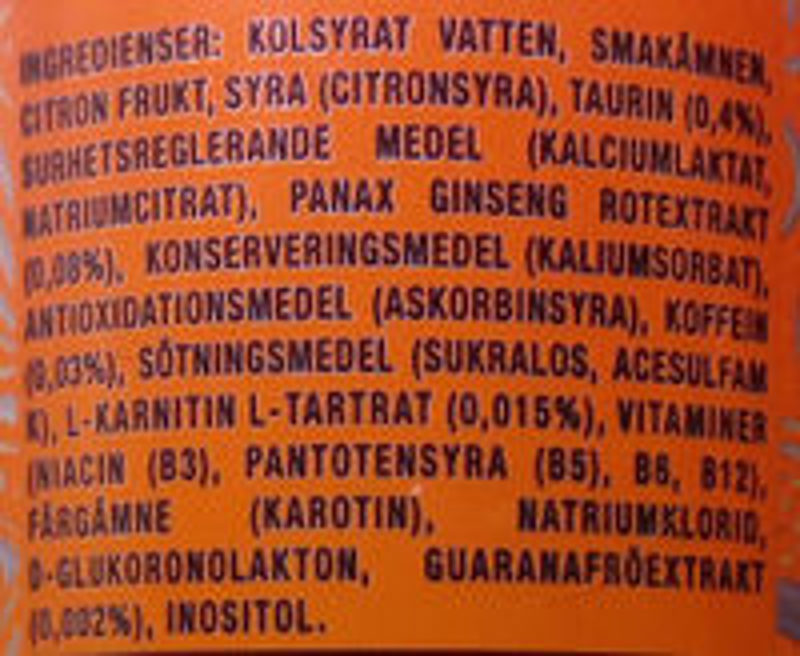 INGREDIENSER: KOLSYRAT VATTEN, SMAKÄMNEN,
CITRON FRUKT, SYRA (CITRONSYRA), TAURIN (0,4%),
SURHETSREGLERANDE MEDEL (KALCIUMLAKTAT,
NATRIUMCITRAT), PANAX GINSENG ROTEXTRAKT
(0,08%), KONSERVERINGSMEDEL (KALIUMSORBAT),
ANTIOXIDATIONSMEDEL (ASKORBINSYRA), KOFFEIN
(0,03%), SÖTNINGSMEDEL (SUKRALOS, ACESULFAM
K), L-KARNITIN L-TARTRAT (0,015%), VITAMINER
(NIACIN (B3), PANTOTENSYRA (B5), B6, B12),
FÄRGÄMNE (KAROTIN), NATRIUMKLORID,
D-GLUKORONOLAKTON, GUARANAFRÖEXTRAKT
(0,002%), INOSITOL.